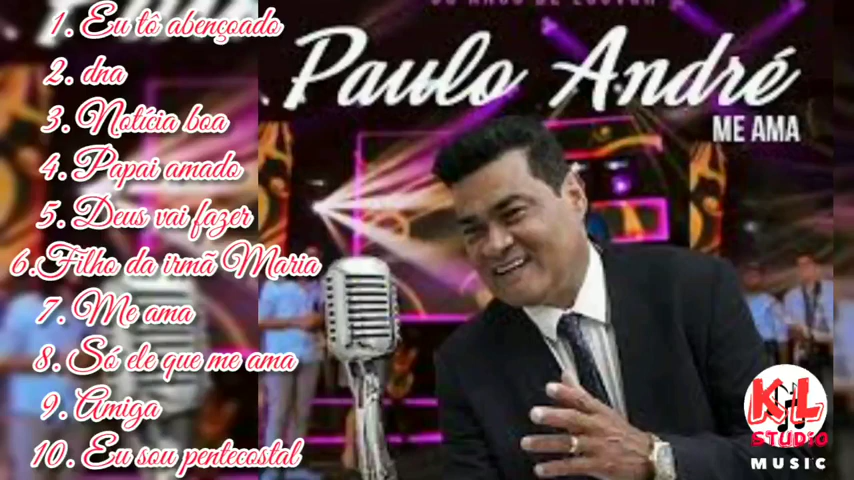 1. Eu tô abençoado
2. dna
3. Notícia boa
4. Papai amado
5. Deus vai fazer
6. Filho da irmã Maria
7. Me ama
8. Só ele que me ama
9. Amiga
10. Eu sou pentecostal
Paulo André
ME AMA
KL
STUDIO
MUSIC